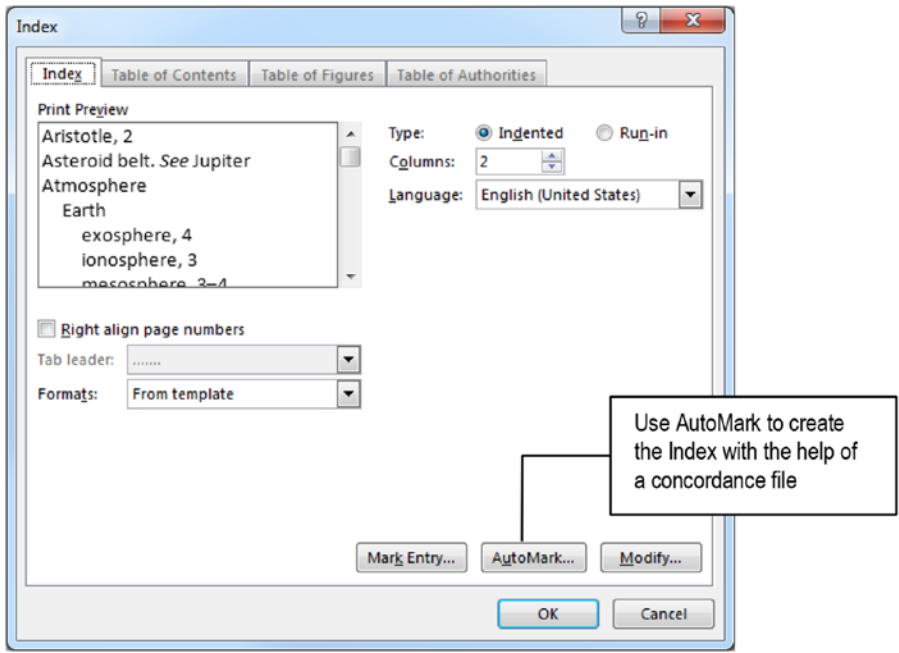 Index
?
Index Table of Contents Table of Figures Table of Authorities
Print Preview
Aristotle, 2
Asteroid belt. See Jupiter
Atmosphere
Earth
exosphere, 4
ionosphere, 3
mesosphere, 3–4
Type: Indented Run-in
Columns: 2
Language: English (United States)
Right align page numbers
Tab leader: .......
Formats: From template
Use AutoMark to create
the Index with the help of
a concordance file
Mark Entry... AutoMark... Modify...
OK Cancel